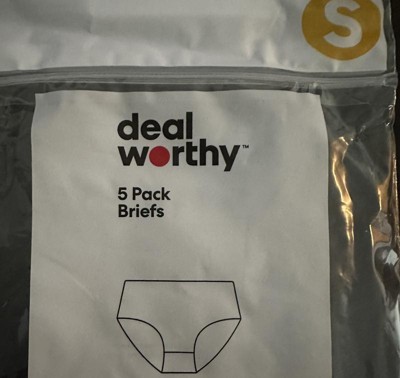 S
deal
worthy™
5 Pack
Briefs